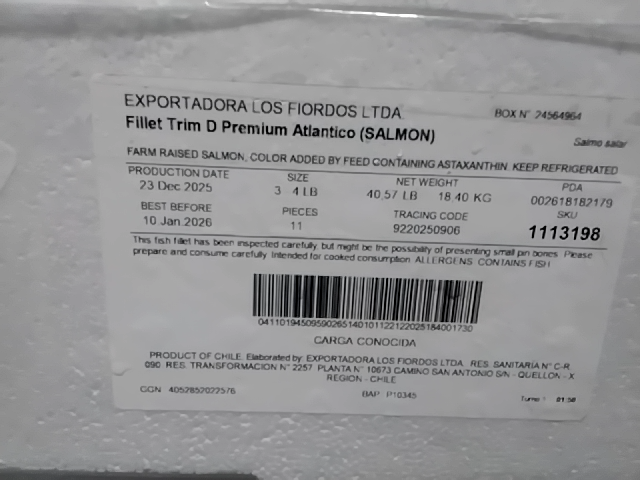 EXPORTADORA LOS FIORDOS LTDA.
BOX N° 24564964
Fillet Trim D Premium Atlantico (SALMON)
Salmo salar
FARM RAISED SALMON, COLOR ADDED BY FEED CONTAINING ASTAXANTHIN. KEEP REFRIGERATED
PRODUCTION DATE SIZE NET WEIGHT PDA
23 Dec 2025 3 4 LB 40,57 LB 18,40 KG 002618182179
BEST BEFORE PIECES TRACING CODE SKU
10 Jan 2026 11 9220250906 1113198
This fish fillet has been inspected carefully, but might be the possibility of presenting small pin bones. Please
prepare and consume carefully. Intended for cooked consumption. ALLERGENS: CONTAINS FISH
CARGA CONOCIDA
PRODUCT OF CHILE. Elaborated by: EXPORTADORA LOS FIORDOS LTDA. RES. SANITARIA N° C-R
090 RES. TRANSFORMACION N° 2257 PLANTA N° 10673 CAMINO SAN ANTONIO S/N - QUELLON - X
REGION - CHILE
GGN 4052852022576
BAP P10345
Turno 1 01:50